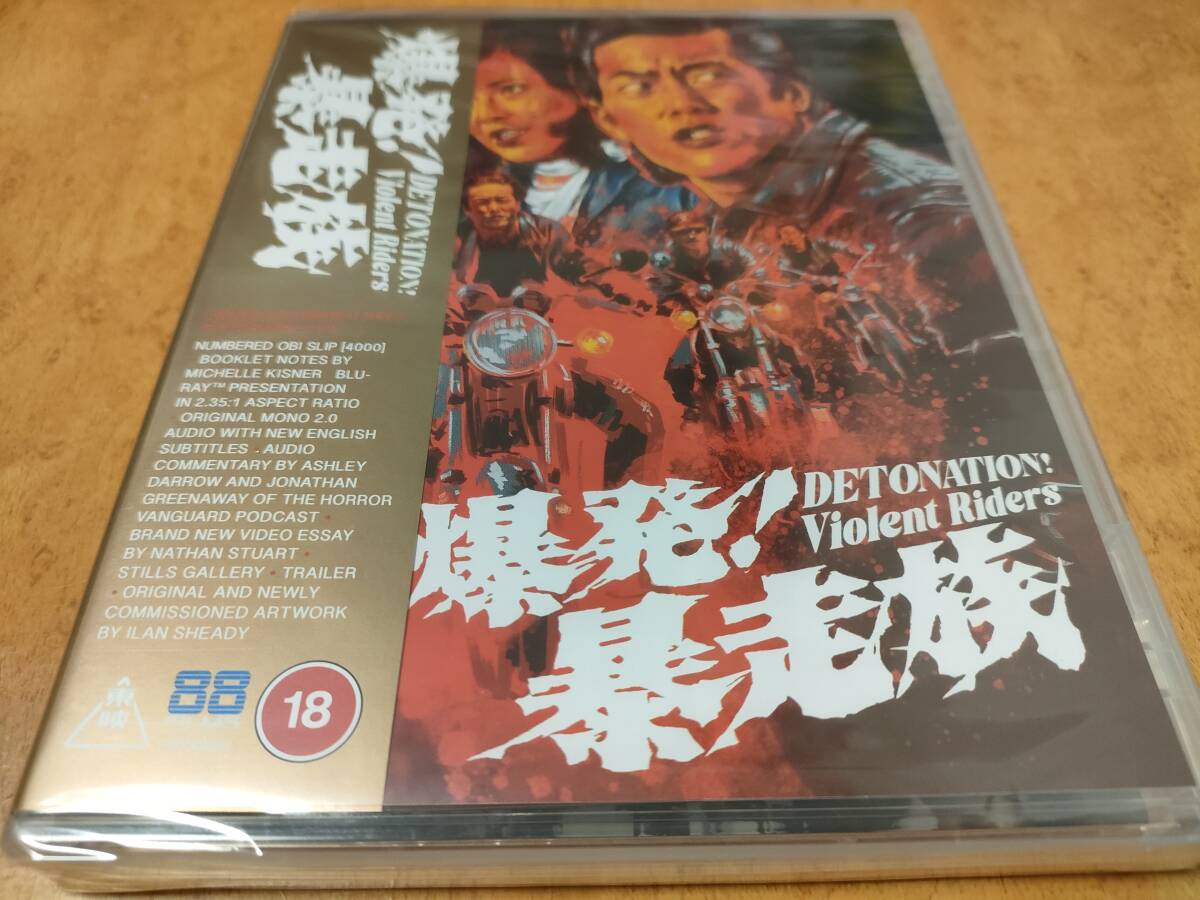 爆発!
暴走族
DETONATION!
Violent Riders
NUMBERED OBI SLIP [4000]
BOOKLET NOTES BY
MICHELLE KISNER BLU-
RAY™ PRESENTATION
IN 2.35:1 ASPECT RATIO
ORIGINAL MONO 2.0
AUDIO WITH NEW ENGLISH
SUBTITLES • AUDIO
COMMENTARY BY ASHLEY
DARROW AND JONATHAN
GREENAWAY OF THE HORROR
VANGUARD PODCAST •
BRAND NEW VIDEO ESSAY
BY NATHAN STUART •
STILLS GALLERY • TRAILER
• ORIGINAL AND NEWLY
COMMISSIONED ARTWORK
BY ILAN SHEADY
東映
88
18
爆発!
DETONATION!
Violent Riders
暴走族